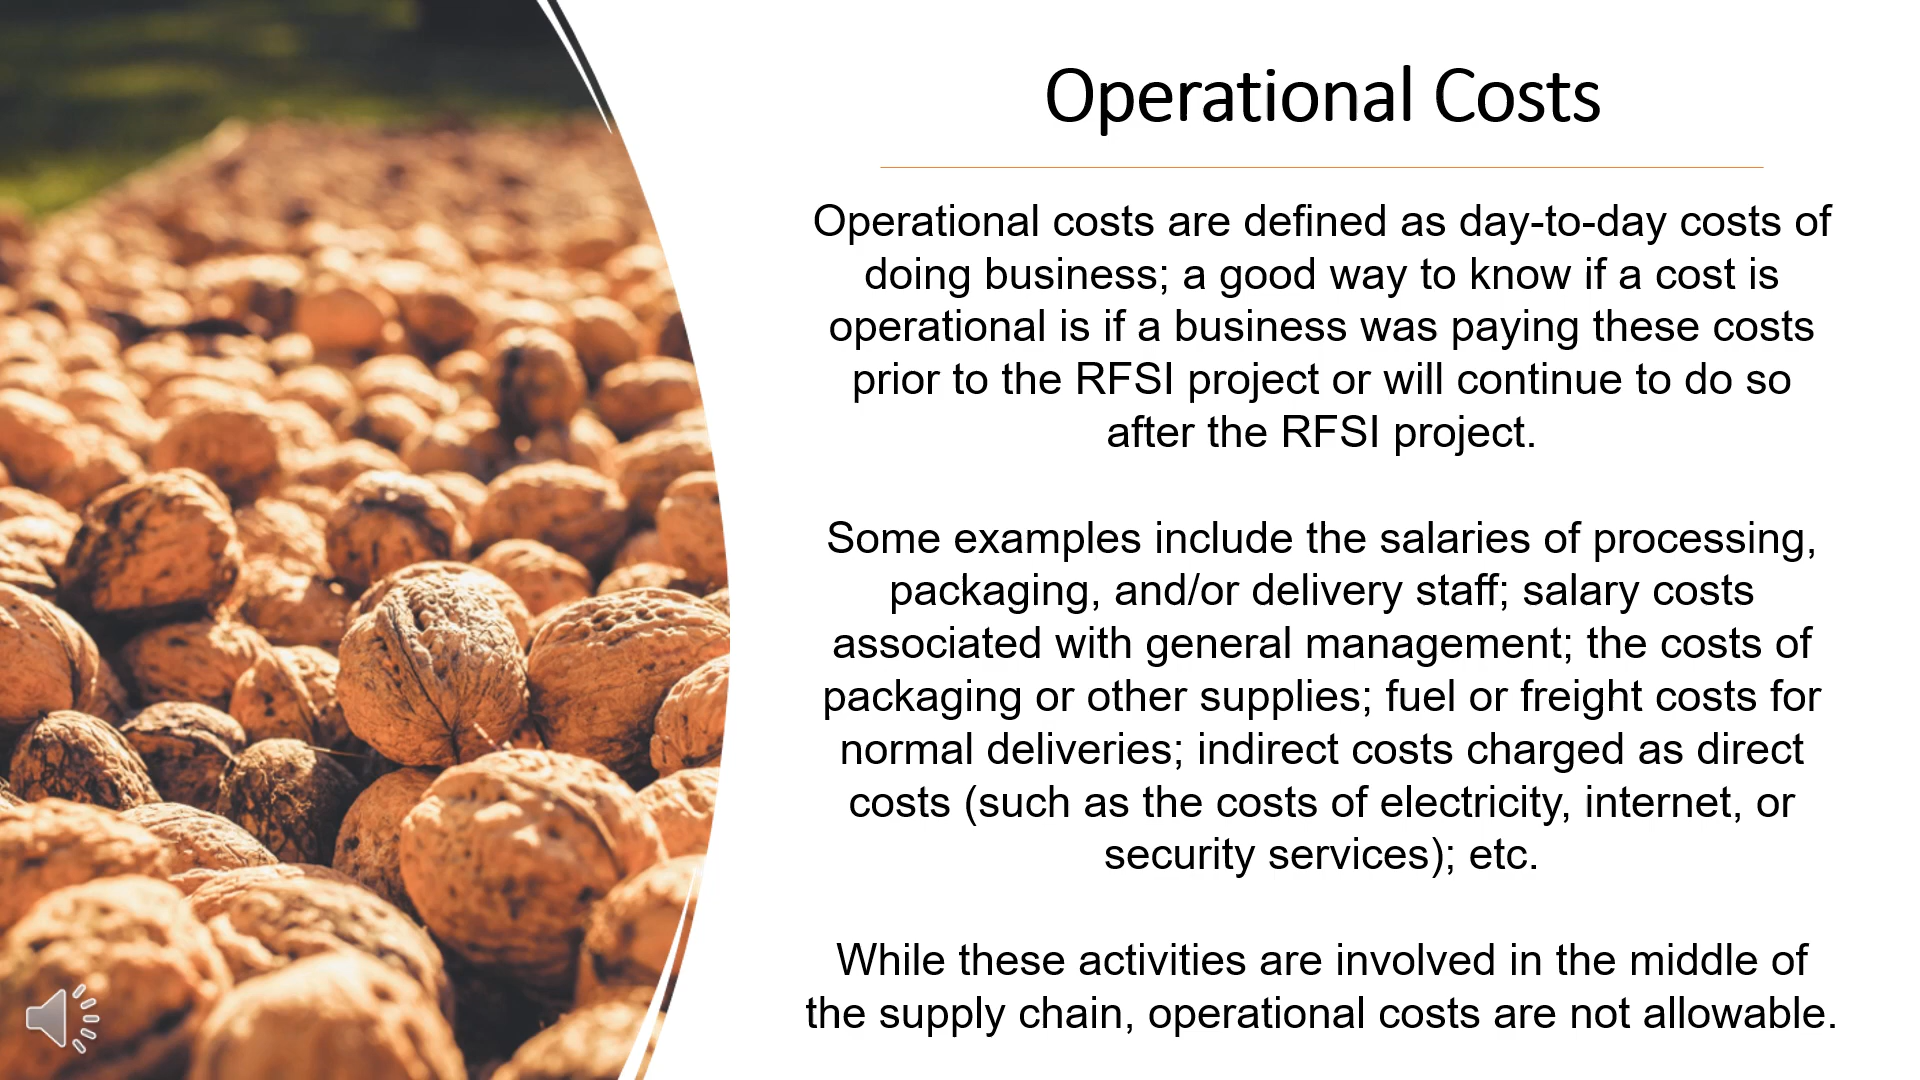 Operational Costs
Operational costs are defined as day-to-day costs of
doing business; a good way to know if a cost is
operational is if a business was paying these costs
prior to the RFSI project or will continue to do so
after the RFSI project.
Some examples include the salaries of processing,
packaging, and/or delivery staff; salary costs
associated with general management; the costs of
packaging or other supplies; fuel or freight costs for
normal deliveries; indirect costs charged as direct
costs (such as the costs of electricity, internet, or
security services); etc.
While these activities are involved in the middle of
the supply chain, operational costs are not allowable.